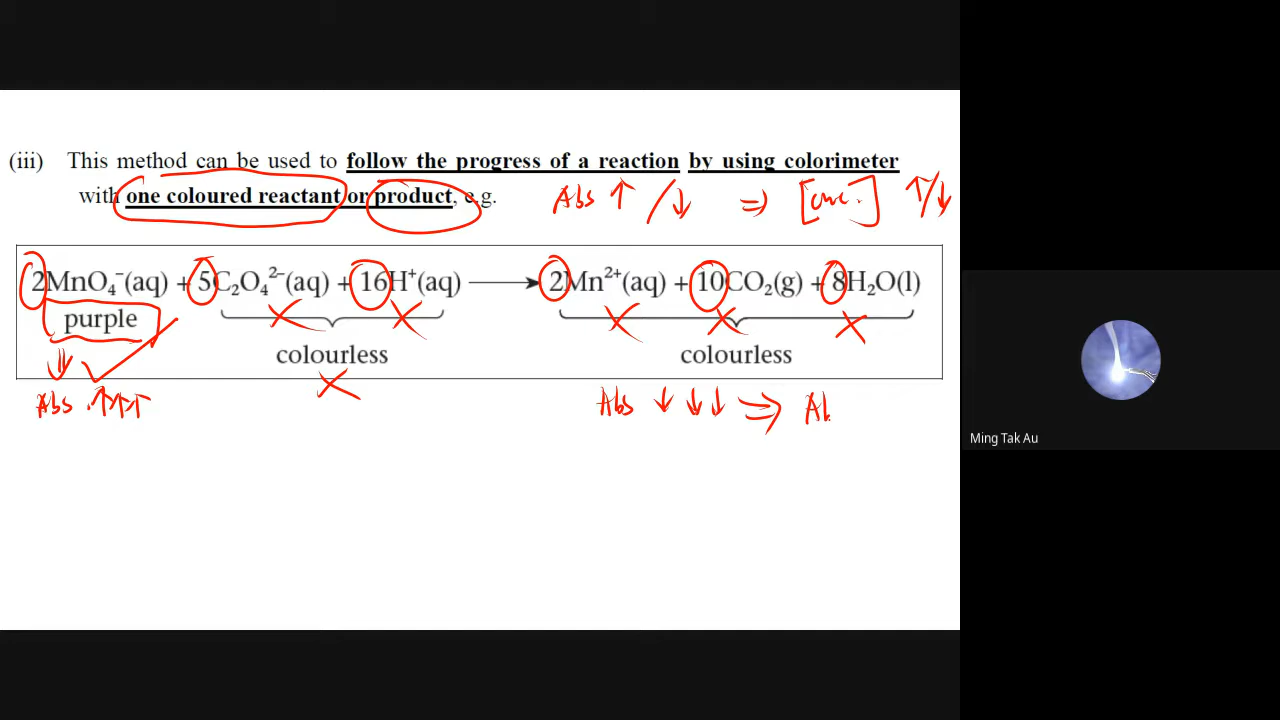 (iii) This method can be used to follow the progress of a reaction by using colorimeter
with one coloured reactant or product, e.g.
Abs ↑ / ↓ ⇒ [conc.] ↑/↓
2MnO₄⁻(aq) + 5C₂O₄²⁻(aq) + 16H⁺(aq) ⟶ 2Mn²⁺(aq) + 10CO₂(g) + 8H₂O(l)
purple
colourless
colourless
Abs ↑↑↑
Abs ↓ ↓ ↓ ⇒ Ab
Ming Tak Au